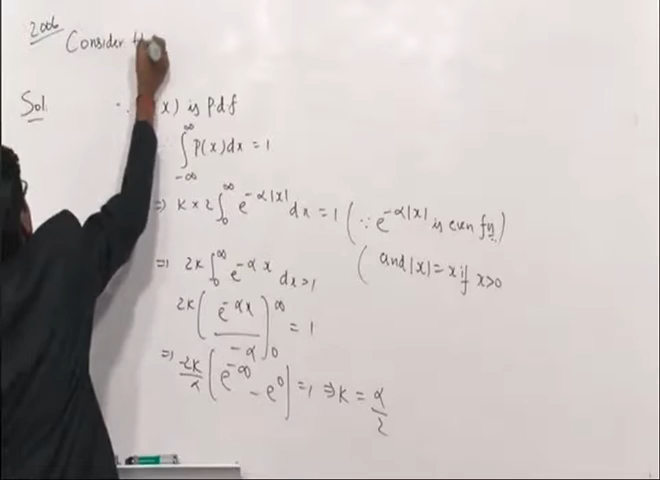 2006 Consider
Sol ∵ x) is Pdf
∫_{-∞}^{∞} P(x)dx = 1
⇒ K × 2 ∫_0^∞ e^{-α|x|} dx = 1 (∵ e^{-α|x|} is even fn)
⇒ 2K ∫_0^∞ e^{-αx} dx = 1 ( and |x| = x if x>0
2K ( e^{-αx} / -α )_0^∞ = 1
⇒ -2K/α ( e^{-∞} - e^0 ) = 1 ⇒ K = α/2